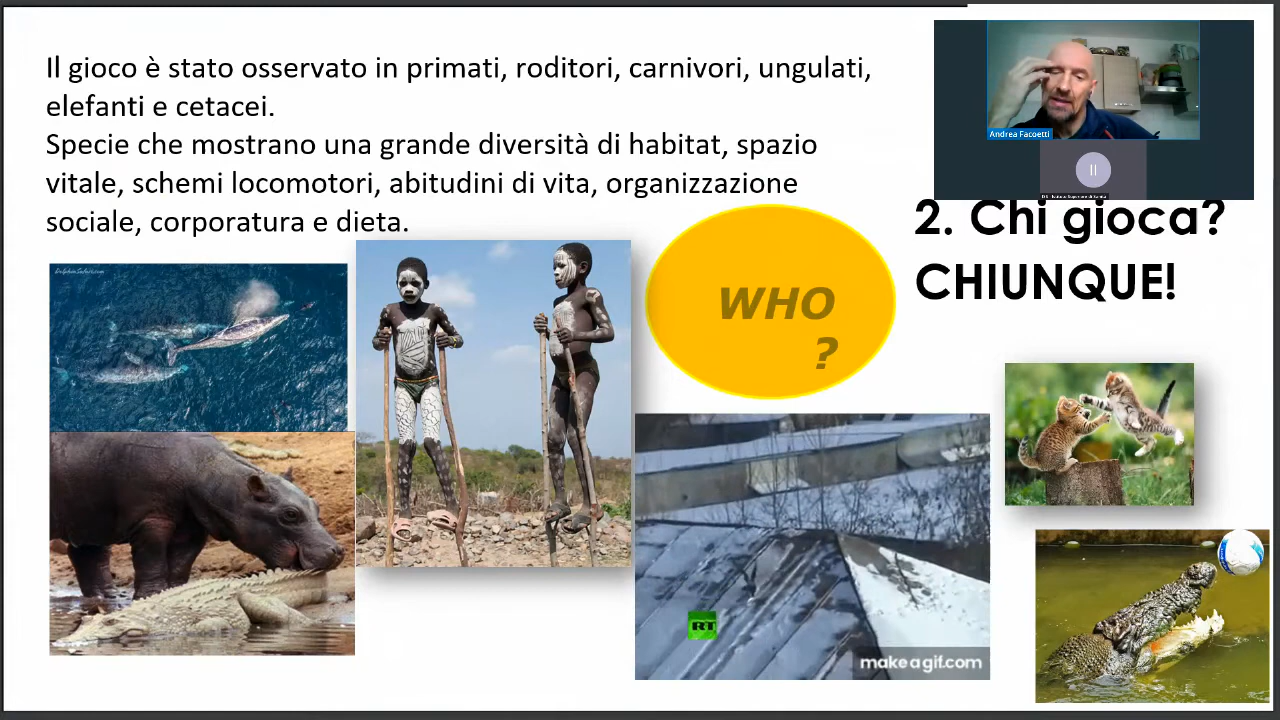 Il gioco è stato osservato in primati, roditori, carnivori, ungulati,
elefanti e cetacei.
Specie che mostrano una grande diversità di habitat, spazio
vitale, schemi locomotori, abitudini di vita, organizzazione
sociale, corporatura e dieta.
Andrea Facoetti
2. Chi gioca?
CHIUNQUE!
WHO
?
DolphinSafari.com
RT
makeagif.com